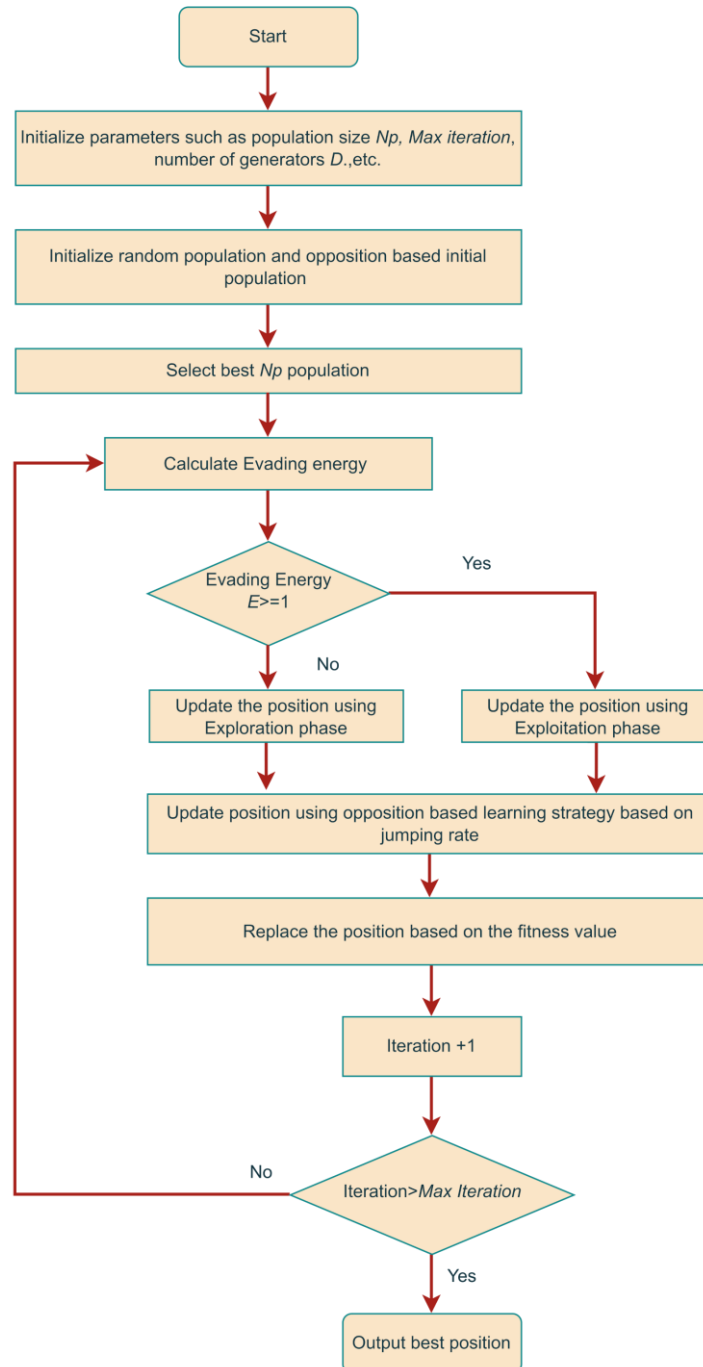 Start
Initialize parameters such as population size Np, Max iteration,
number of generators D.,etc.
Initialize random population and opposition based initial
population
Select best Np population
Calculate Evading energy
Evading Energy
E>=1
Yes
No
Update the position using
Exploration phase
Update the position using
Exploitation phase
Update position using opposition based learning strategy based on
jumping rate
Replace the position based on the fitness value
Iteration +1
Iteration>Max Iteration
No
Yes
Output best position